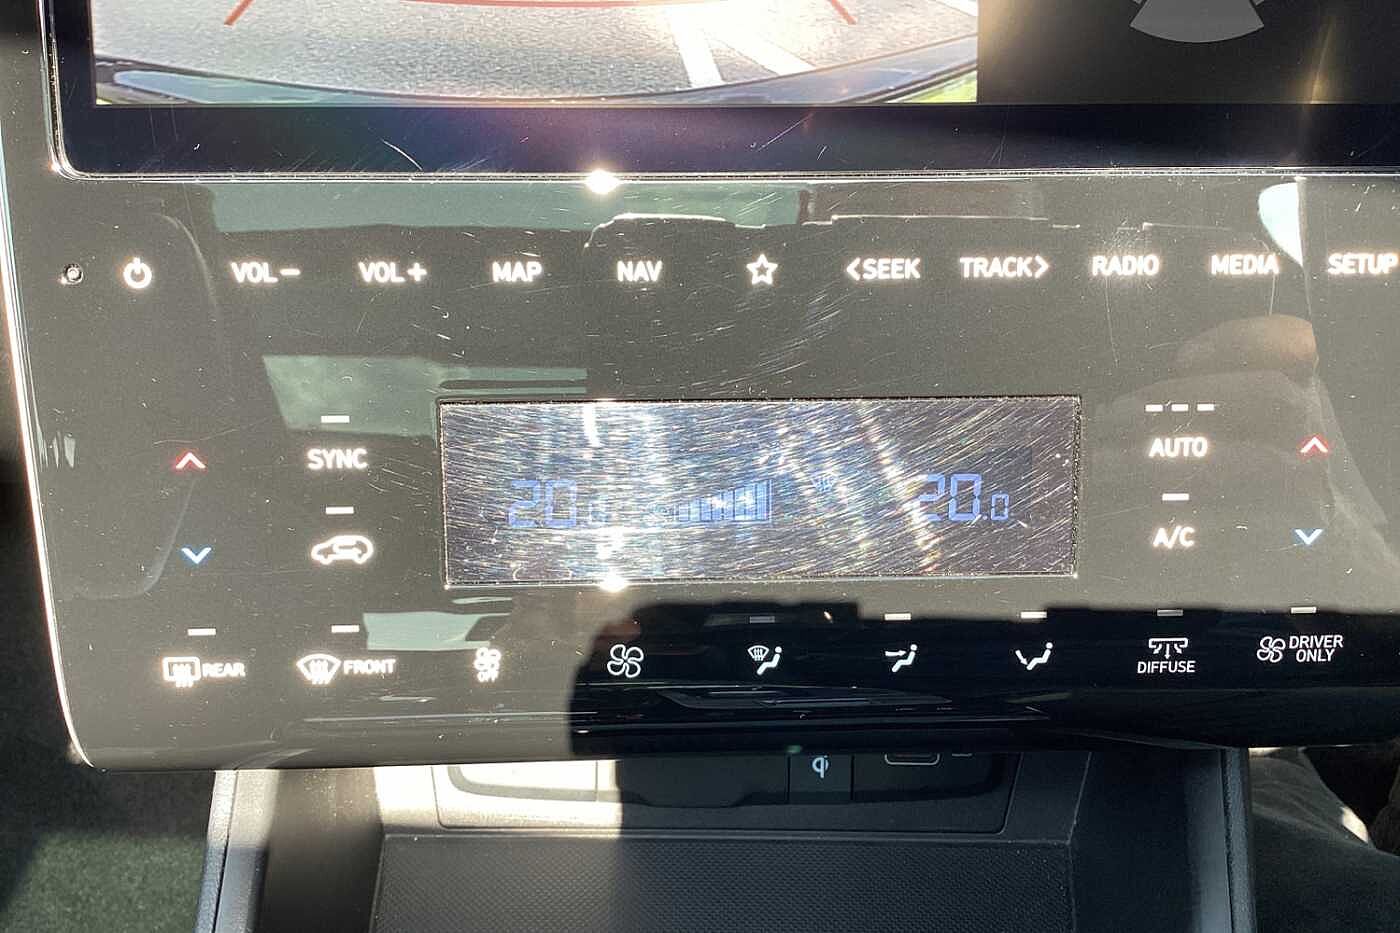 VOL− VOL+ MAP NAV ☆ <SEEK TRACK> RADIO MEDIA SETUP
SYNC AUTO
20.0 20.0
A/C
REAR FRONT OFF DIFFUSE DRIVER ONLY